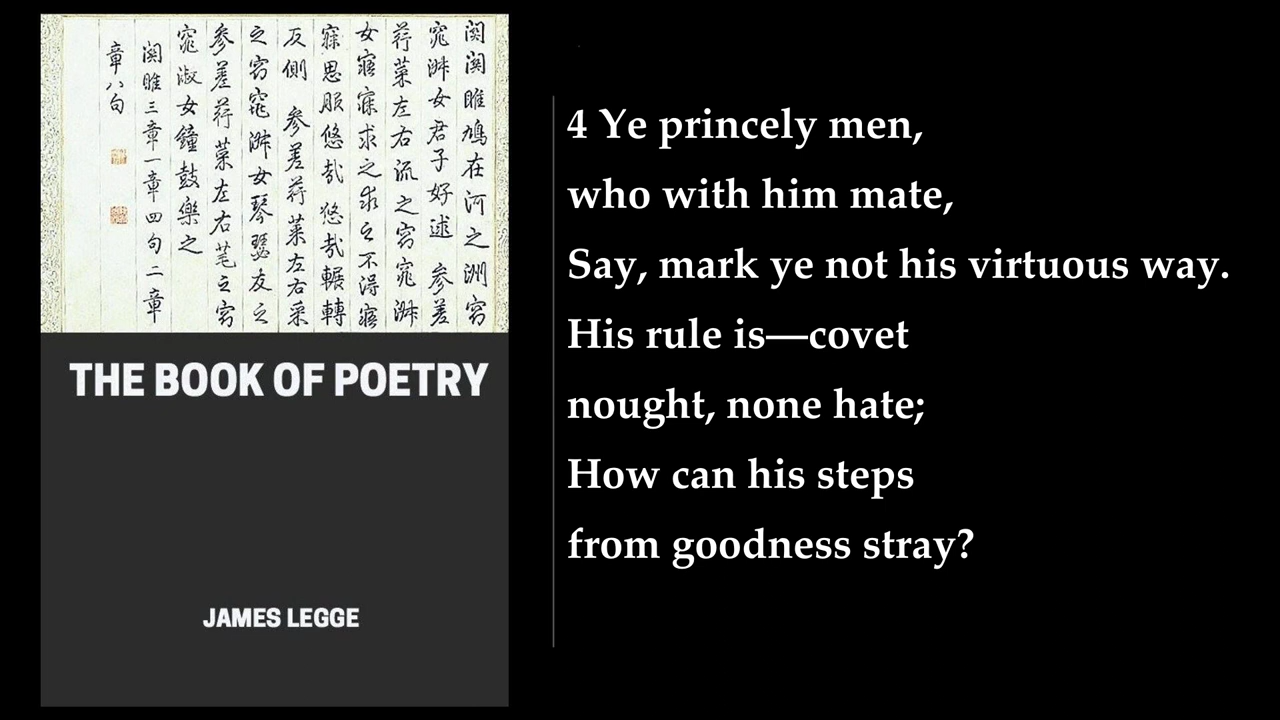 關關雎鳩在河之洲窈
窕淑女君子好逑 參差
荇菜左右流之窈窕淑
女寤寐求之求之不得寤
寐思服悠哉悠哉輾轉
反側 參差荇菜左右采
之窈窕淑女琴瑟友之
參差荇菜左右芼之窈
窕淑女鐘鼓樂之
關雎三章一章四句二章
章八句
THE BOOK OF POETRY
JAMES LEGGE
4 Ye princely men,
who with him mate,
Say, mark ye not his virtuous way.
His rule is—covet
nought, none hate;
How can his steps
from goodness stray?